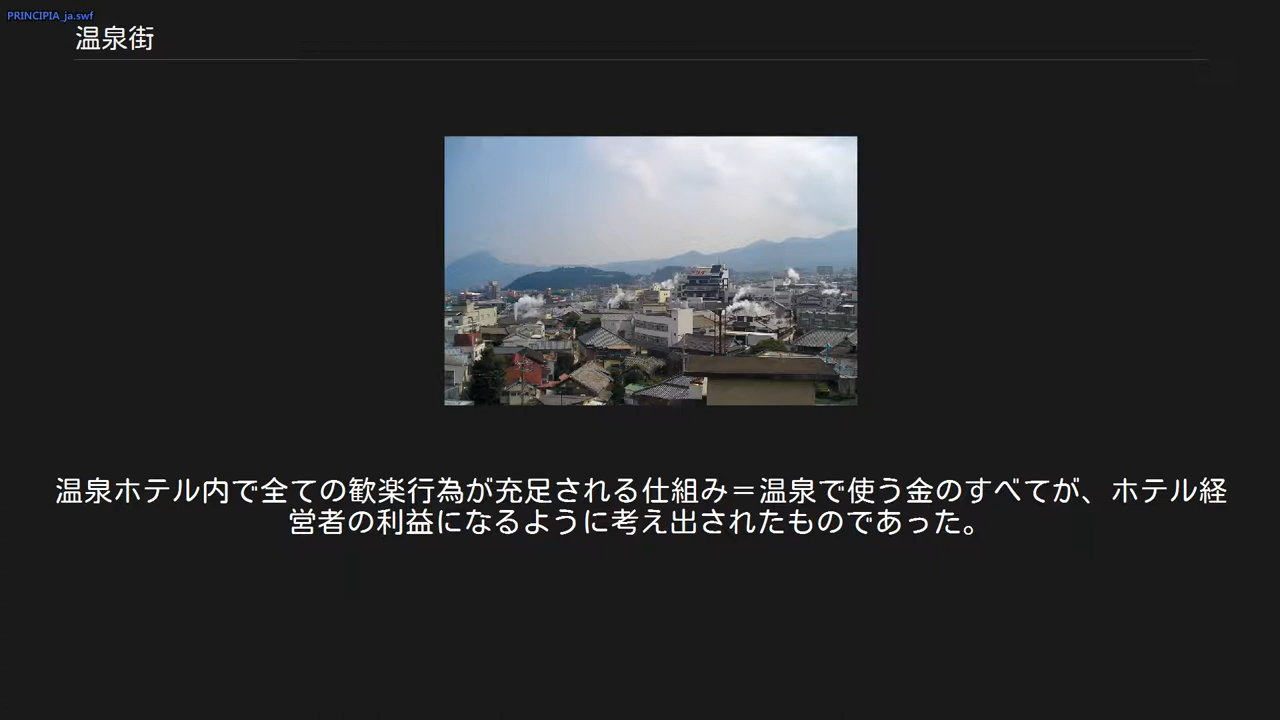 PRINCIPIA_ja.swf
温泉街
温泉ホテル内で全ての歓楽行為が充足される仕組み＝温泉で使う金のすべてが、ホテル経
営者の利益になるように考え出されたものであった。